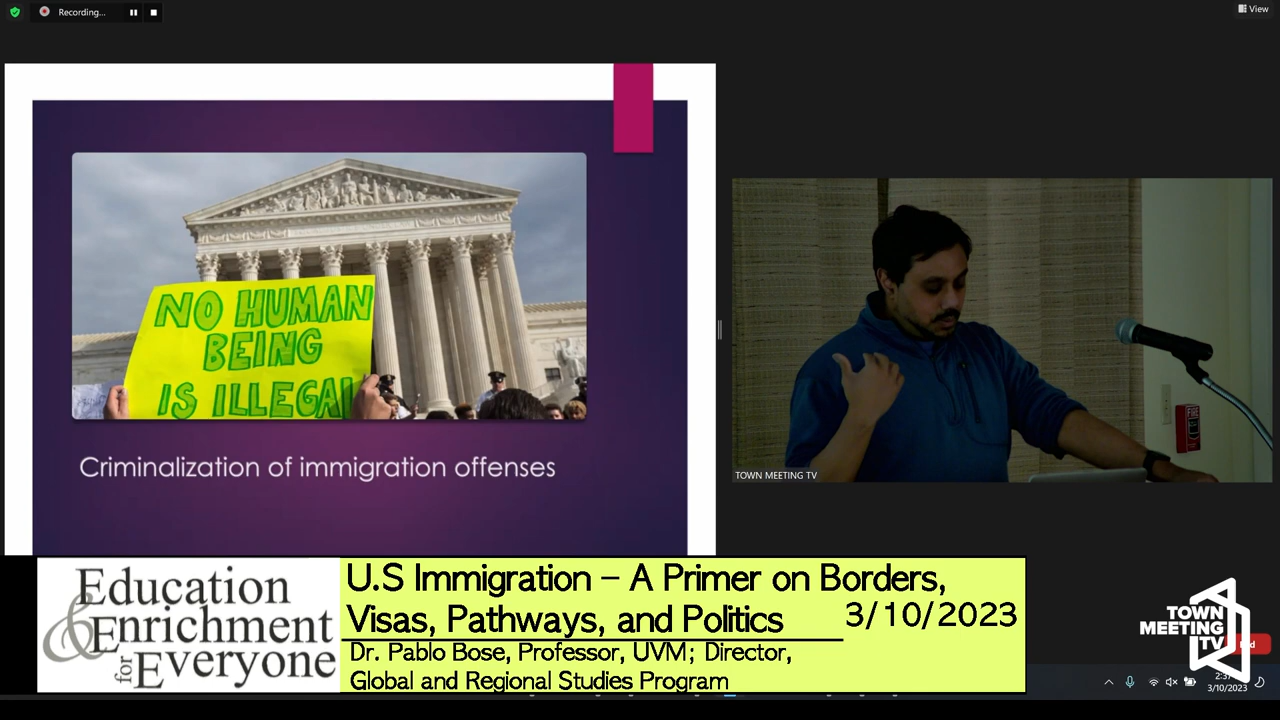 Recording...
View
NO HUMAN
BEING
IS ILLEGAL
Criminalization of immigration offenses
FIRE
TOWN MEETING TV
Education
& Enrichment
for Everyone
U.S Immigration – A Primer on Borders,
Visas, Pathways, and Politics
3/10/2023
Dr. Pablo Bose, Professor, UVM; Director,
Global and Regional Studies Program
TOWN
MEETING
TV
3/10/2023